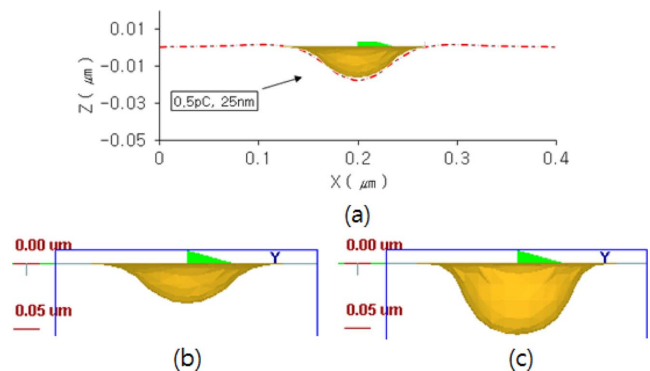 0.01
-0.01
-0.03
-0.05
Z ( μm)
0.5pC, 25nm
0 0.1 0.2 0.3 0.4
X ( μm)
(a)
0.00 um
Y
0.05 um
(b)
0.00 um
Y
0.05 um
(c)